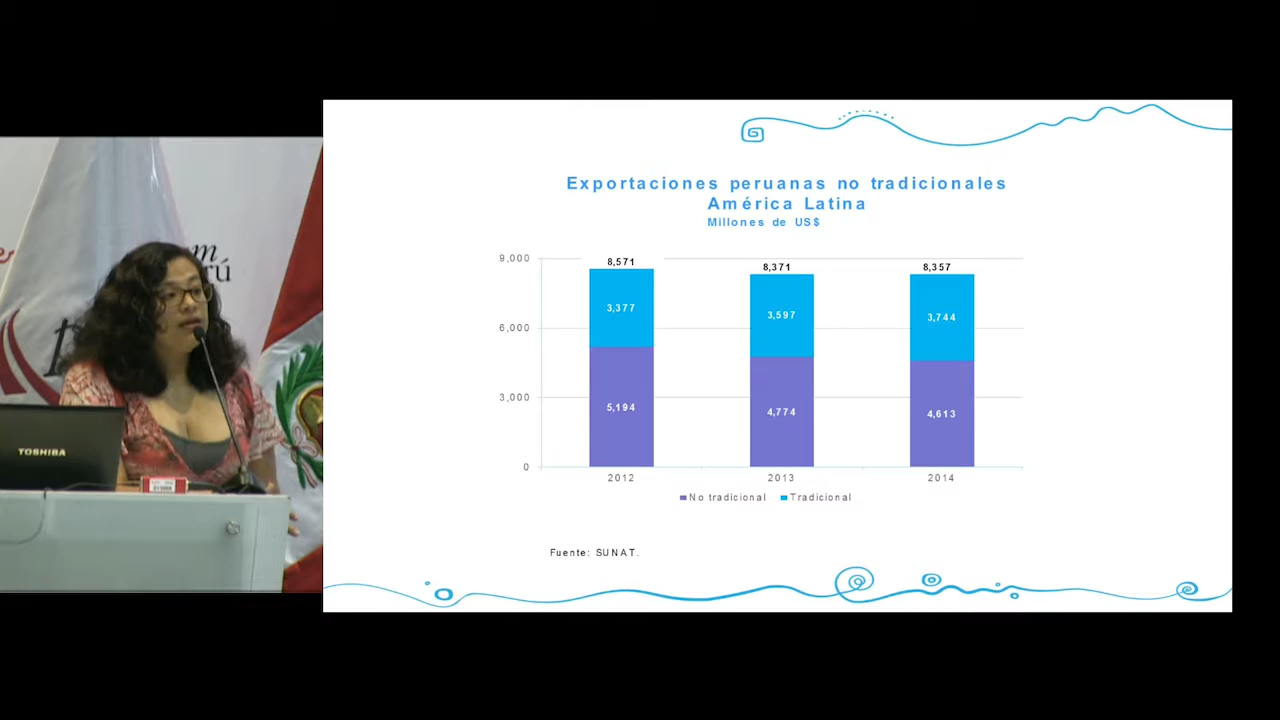 Exportaciones peruanas no tradicionales
América Latina
Millones de US$
9,000
6,000
3,000
0
8,571
8,371
8,357
3,377
3,597
3,744
5,194
4,774
4,613
2012
2013
2014
No tradicional
Tradicional
Fuente: SUNAT.
TOSHIBA